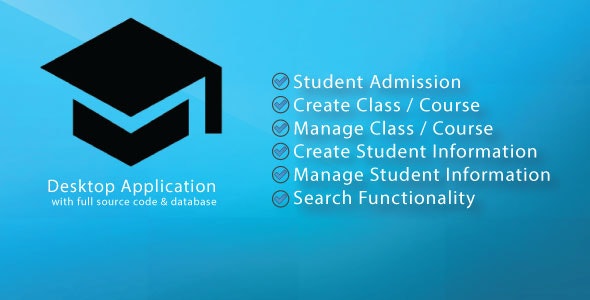 Desktop Application
with full source code & database
Student Admission
Create Class / Course
Manage Class / Course
Create Student Information
Manage Student Information
Search Functionality